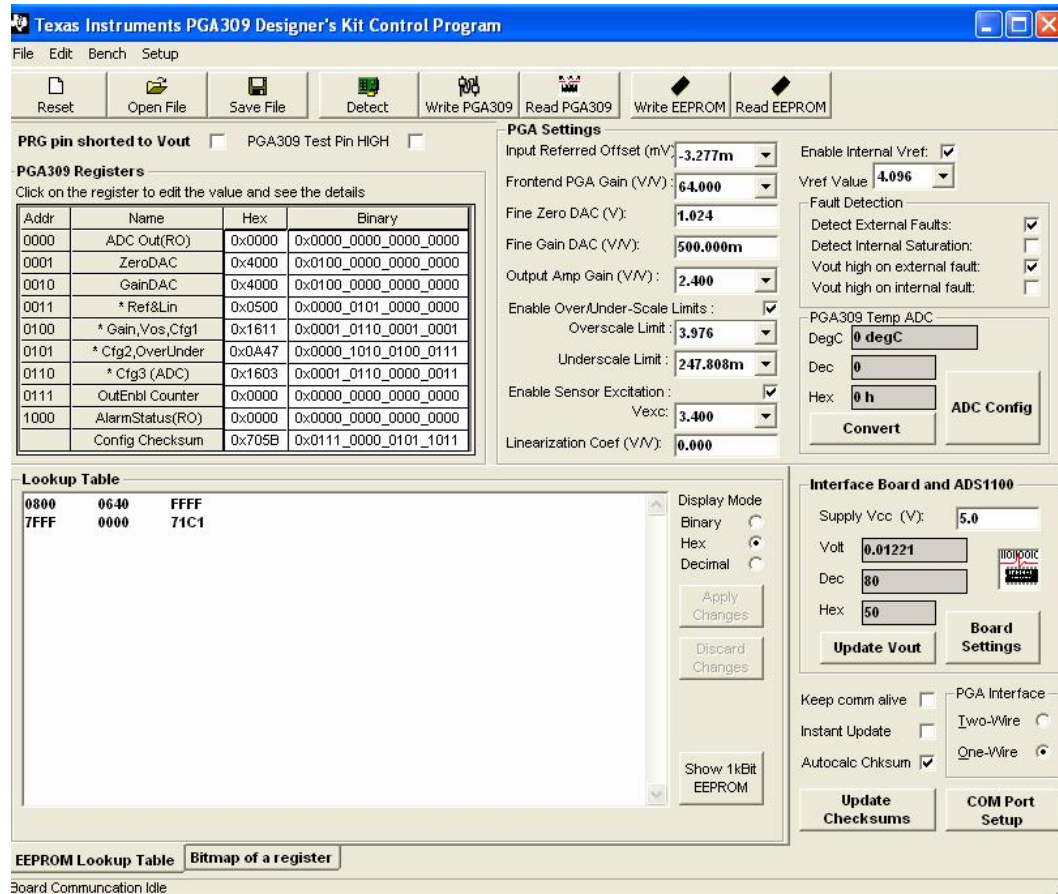 Texas Instruments PGA309 Designer's Kit Control Program
File Edit Bench Setup
Reset Open File Save File Detect Write PGA309 Read PGA309 Write EEPROM Read EEPROM
PRG pin shorted to Vout PGA309 Test Pin HIGH
PGA309 Registers
Click on the register to edit the value and see the details
Addr Name Hex Binary
0000 ADC Out(RO) 0x0000 0x0000_0000_0000_0000
0001 ZeroDAC 0x4000 0x0100_0000_0000_0000
0010 GainDAC 0x4000 0x0100_0000_0000_0000
0011 * Ref&Lin 0x0500 0x0000_0101_0000_0000
0100 * Gain,Vos,Cfg1 0x1611 0x0001_0110_0001_0001
0101 * Cfg2,OverUnder 0x0A47 0x0000_1010_0100_0111
0110 * Cfg3 (ADC) 0x1603 0x0001_0110_0000_0011
0111 OutEnbl Counter 0x0000 0x0000_0000_0000_0000
1000 AlarmStatus(RO) 0x0000 0x0000_0000_0000_0000
Config Checksum 0x705B 0x0111_0000_0101_1011
PGA Settings
Input Referred Offset (mV) -3.277m
Frontend PGA Gain (V/V) : 64.000
Fine Zero DAC (V): 1.024
Fine Gain DAC (V/V): 500.000m
Output Amp Gain (V/V) : 2.400
Enable Over/Under-Scale Limits :
Overscale Limit : 3.976
Underscale Limit : 247.808m
Enable Sensor Excitation :
Vexc: 3.400
Linearization Coef (V/V): 0.000
Enable Internal Vref:
Vref Value 4.096
Fault Detection
Detect External Faults:
Detect Internal Saturation:
Vout high on external fault:
Vout high on internal fault:
PGA309 Temp ADC
DegC 0 degC
Dec 0
Hex 0 h
Convert
ADC Config
Lookup Table
0800 0640 FFFF
7FFF 0000 71C1
Display Mode
Binary
Hex
Decimal
Apply Changes
Discard Changes
Show 1kBit EEPROM
Interface Board and ADS1100
Supply Vcc (V): 5.0
Volt 0.01221
Dec 80
Hex 50
Update Vout
Board Settings
Keep comm alive
Instant Update
Autocalc Chksum
PGA Interface
Two-Wire
One-Wire
Update Checksums
COM Port Setup
EEPROM Lookup Table Bitmap of a register
Board Communcation Idle